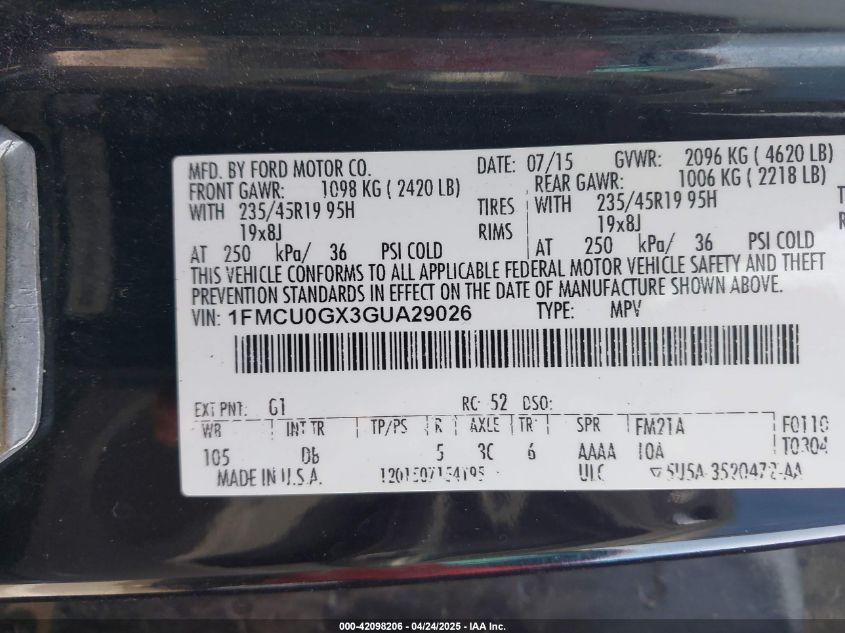 MFD. BY FORD MOTOR CO. DATE: 07/15 GVWR: 2096 KG ( 4620 LB)
FRONT GAWR: 1098 KG ( 2420 LB) REAR GAWR: 1006 KG ( 2218 LB)
WITH 235/45R19 95H TIRES WITH 235/45R19 95H
19x8J RIMS 19x8J
AT 250 kPa/ 36 PSI COLD AT 250 kPa/ 36 PSI COLD
THIS VEHICLE CONFORMS TO ALL APPLICABLE FEDERAL MOTOR VEHICLE SAFETY AND THEFT
PREVENTION STANDARDS IN EFFECT ON THE DATE OF MANUFACTURE SHOWN ABOVE.
VIN: 1FMCU0GX3GUA29026 TYPE: MPV
EXT PNT: G1 RC: 52 DSO:
WB INT TR TP/PS R AXLE TR SPR FM21A F0110
105 Db 5 3C 6 AAAA 10A T0304
MADE IN U.S.A. ULC
000-42098206 - 04/24/2025 - IAA Inc.